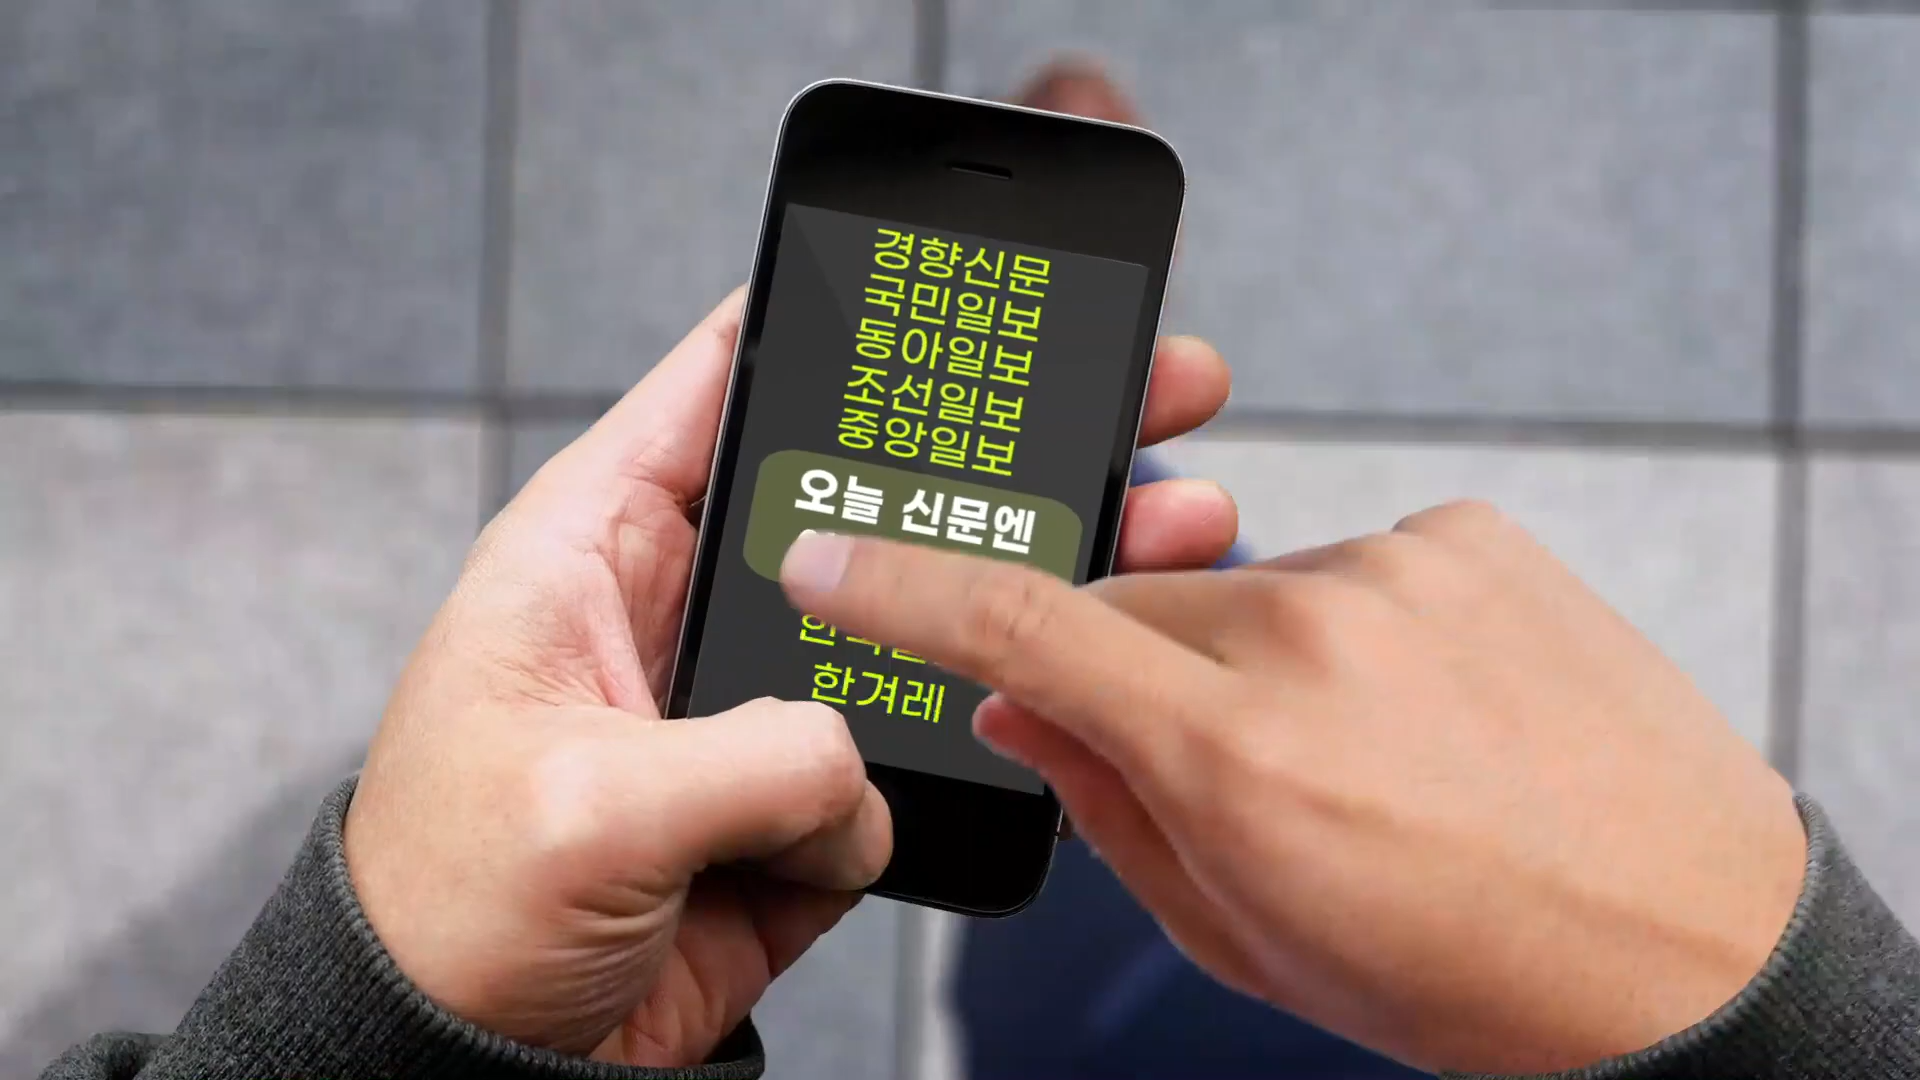 경향신문
국민일보
동아일보
조선일보
중앙일보
오늘 신문엔
한겨레